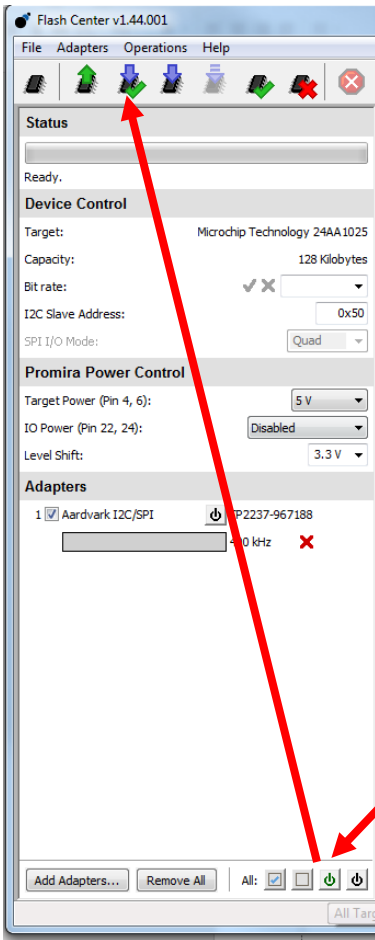 Flash Center v1.44.001
File Adapters Operations Help
Status
Ready.
Device Control
Target: Microchip Technology 24AA1025
Capacity: 128 Kilobytes
Bit rate:
I2C Slave Address: 0x50
SPI I/O Mode: Quad
Promira Power Control
Target Power (Pin 4, 6): 5 V
IO Power (Pin 22, 24): Disabled
Level Shift: 3.3 V
Adapters
1 Aardvark I2C/SPI P2237-967188
kHz
Add Adapters... Remove All All:
All Targ